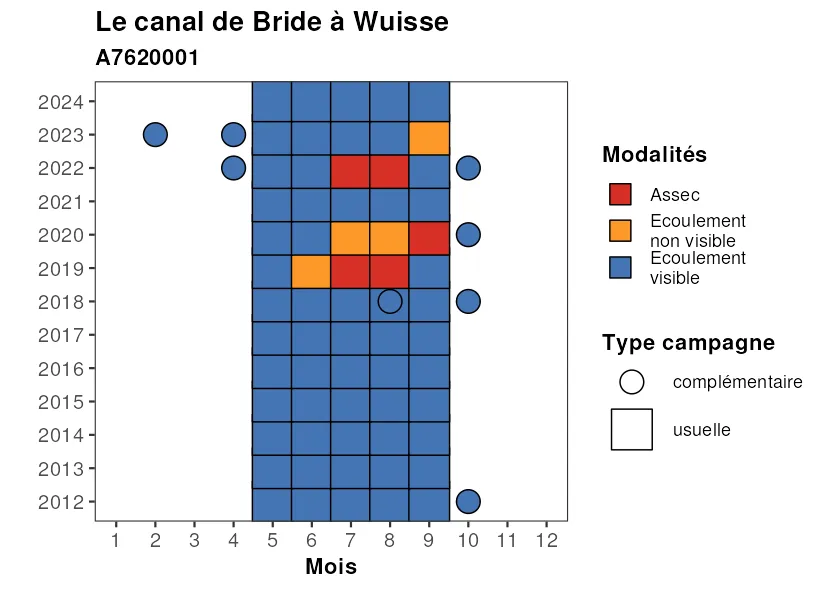 Le canal de Bride à Wuisse
A7620001
2024
2023
2022
2021
2020
2019
2018
2017
2016
2015
2014
2013
2012
1 2 3 4 5 6 7 8 9 10 11 12
Mois
Modalités
Assec
Ecoulement
non visible
Ecoulement
visible
Type campagne
complémentaire
usuelle